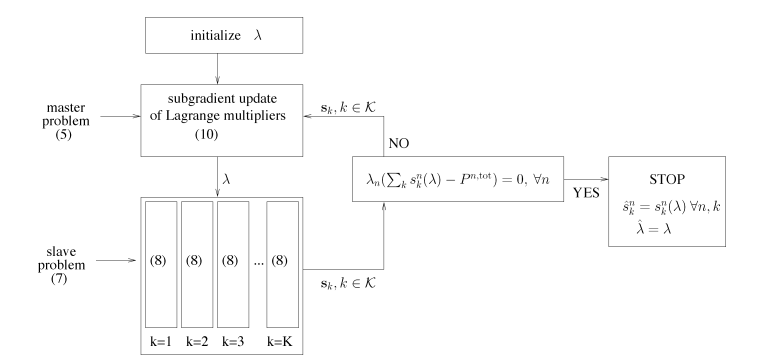 initialize λ
subgradient update
of Lagrange multipliers
(10)
master
problem
(5)
s_k, k ∈ 𝒦
NO
λ
λ_n(∑_k s_k^n(λ) − P^{n,tot}) = 0, ∀n
YES
STOP
ŝ_k^n = s_k^n(λ) ∀n, k
λ̂ = λ
slave
problem
(7)
(8) (8) (8) ... (8)
s_k, k ∈ 𝒦
k=1 k=2 k=3 k=K